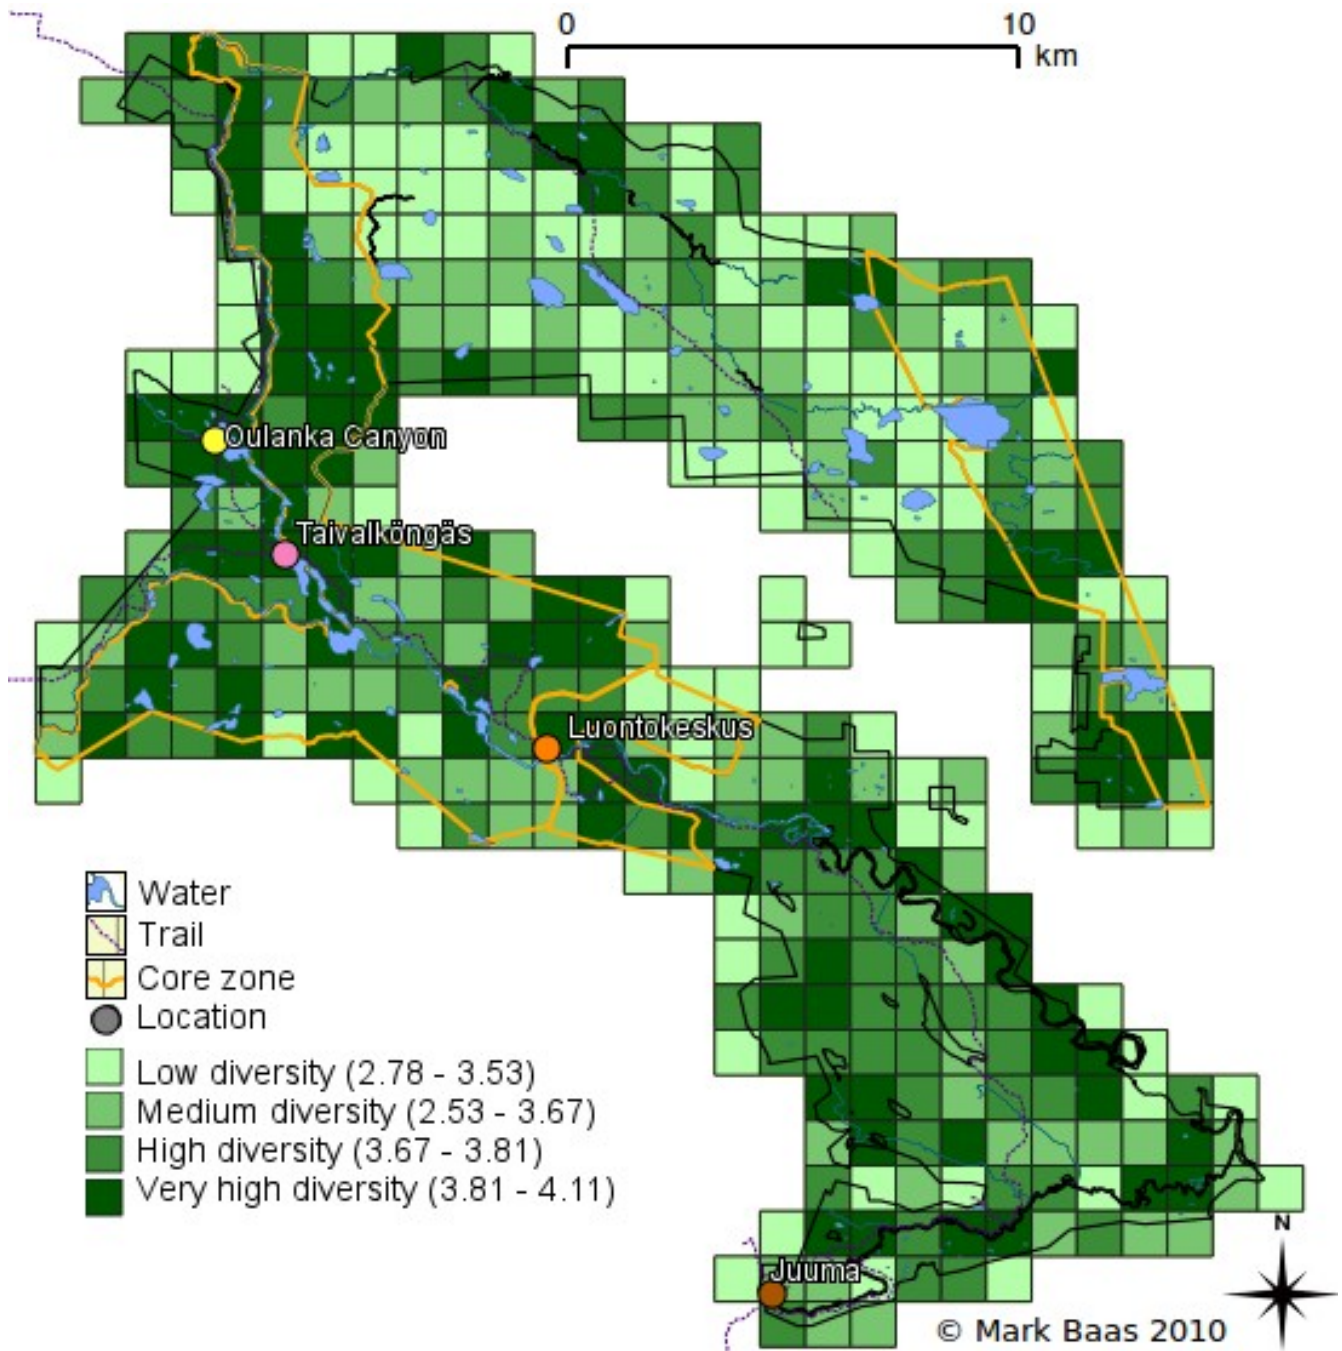 0 10
km
Oulanka Canyon
Taivalköngäs
Luontokeskus
Water
Trail
Core zone
Location
Low diversity (2.78 - 3.53)
Medium diversity (2.53 - 3.67)
High diversity (3.67 - 3.81)
Very high diversity (3.81 - 4.11)
N
Juuma
© Mark Baas 2010